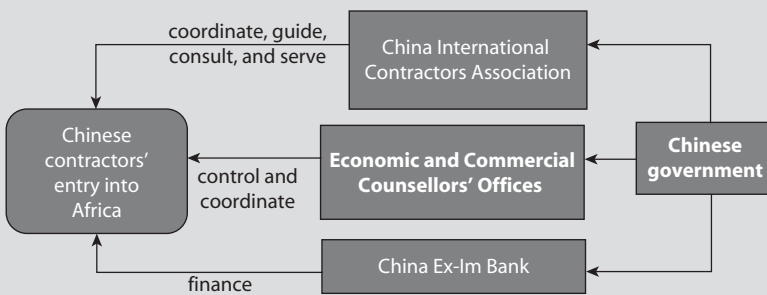 coordinate, guide,
consult, and serve
China International
Contractors Association
Chinese
contractors’
entry into
Africa
control and
coordinate
Economic and Commercial
Counsellors’ Offices
Chinese
government
finance
China Ex-Im Bank